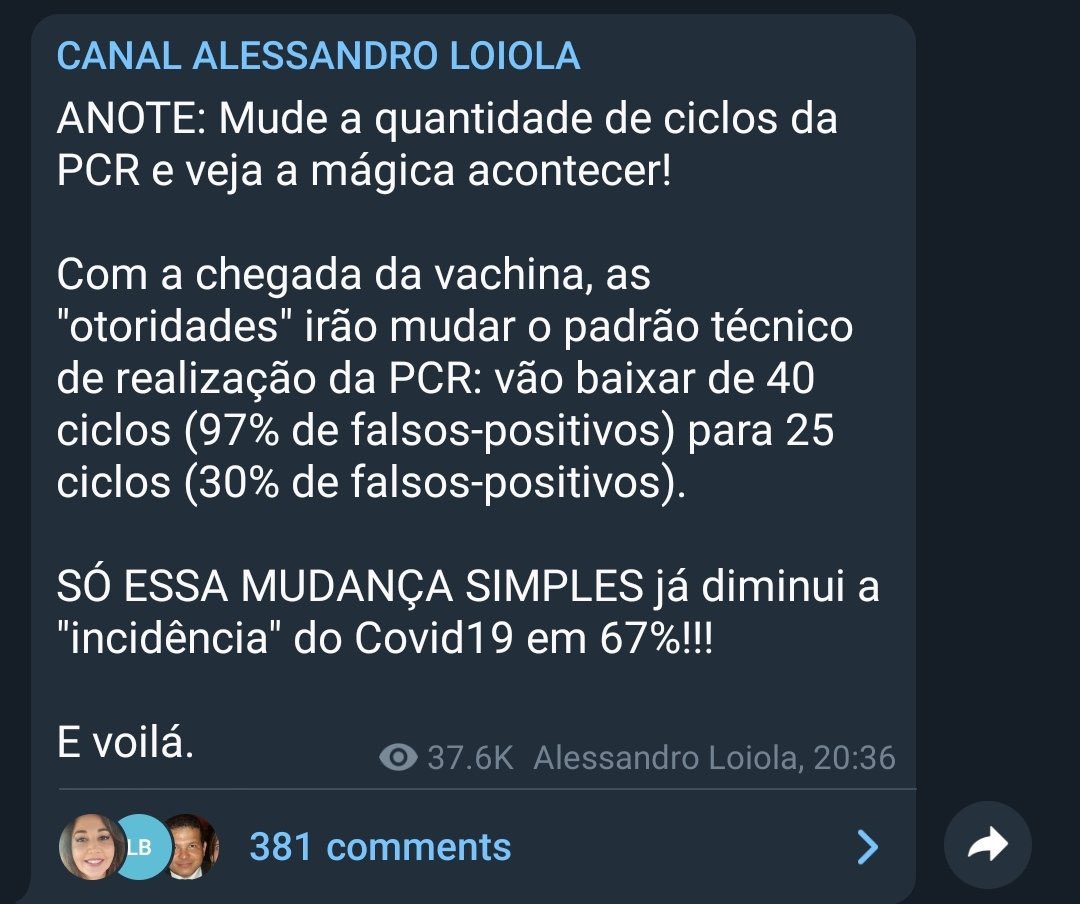 CANAL ALESSANDRO LOIOLA
ANOTE: Mude a quantidade de ciclos da
PCR e veja a mágica acontecer!
Com a chegada da vachina, as
"otoridades" irão mudar o padrão técnico
de realização da PCR: vão baixar de 40
ciclos (97% de falsos-positivos) para 25
ciclos (30% de falsos-positivos).
SÓ ESSA MUDANÇA SIMPLES já diminui a
"incidência" do Covid19 em 67%!!!
E voilá.
37.6K Alessandro Loiola, 20:36
LB
381 comments